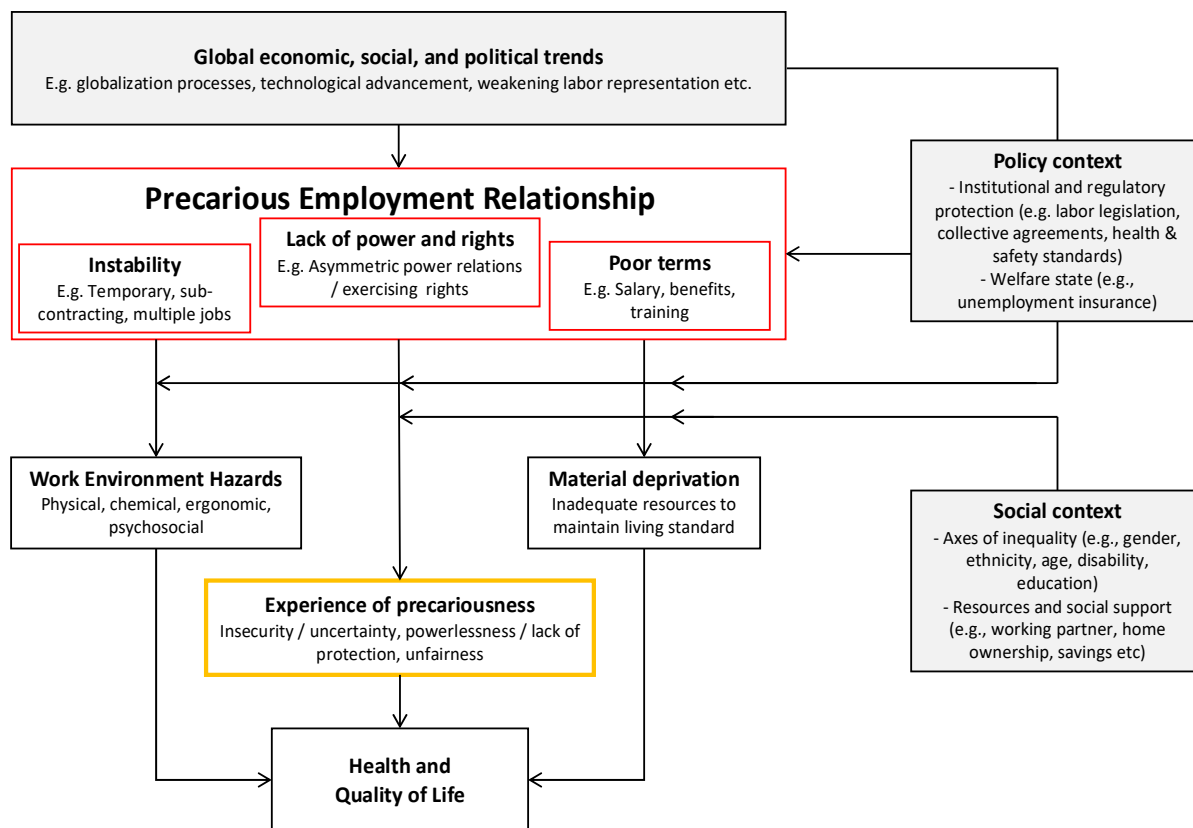 Global economic, social, and political trends
E.g. globalization processes, technological advancement, weakening labor representation etc.
Policy context
- Institutional and regulatory
protection (e.g. labor legislation,
collective agreements, health &
safety standards)
- Welfare state (e.g.,
unemployment insurance)
Precarious Employment Relationship
Instability
E.g. Temporary, sub-
contracting, multiple jobs
Lack of power and rights
E.g. Asymmetric power relations
/ exercising rights
Poor terms
E.g. Salary, benefits,
training
Work Environment Hazards
Physical, chemical, ergonomic,
psychosocial
Material deprivation
Inadequate resources to
maintain living standard
Social context
- Axes of inequality (e.g., gender,
ethnicity, age, disability,
education)
- Resources and social support
(e.g., working partner, home
ownership, savings etc)
Experience of precariousness
Insecurity / uncertainty, powerlessness / lack of
protection, unfairness
Health and
Quality of Life